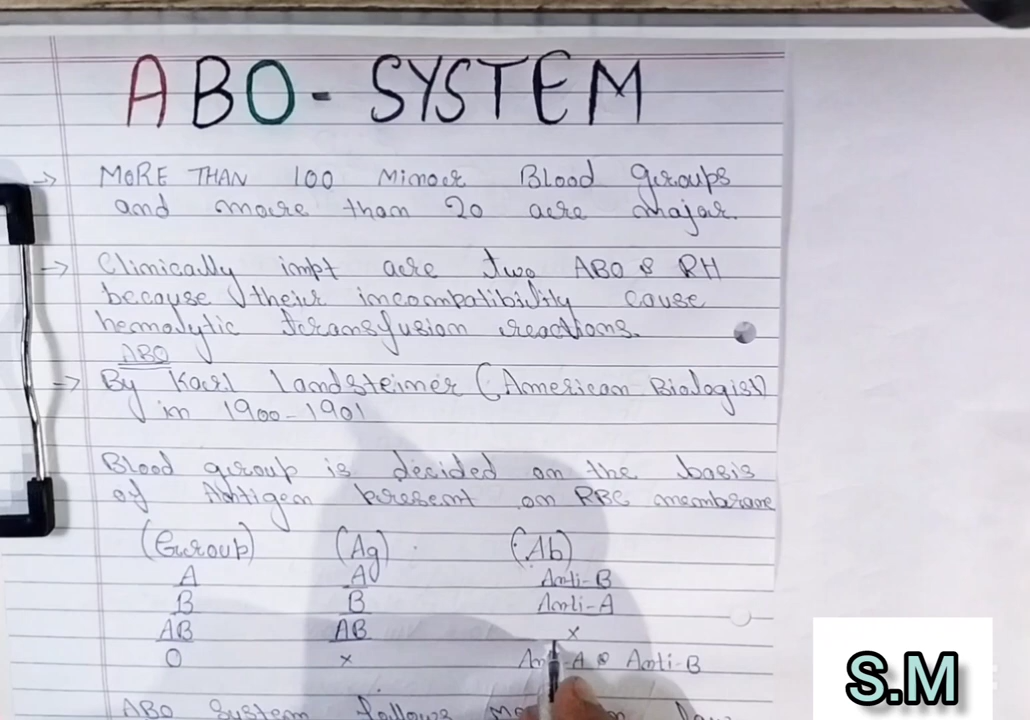 ABO - SYSTEM
→ MORE THAN 100 Minor Blood groups
and more than 20 are major.
→ Clinically impt are two ABO & RH
because their incompatibility cause
hemolytic transfusion reactions.
ABO
→ By Karl Landsteiner (American Biologist)
in 1900-1901
Blood group is decided on the basis
of Antigen present on RBC membrane
(Group) (Ag) (Ab)
A A Anti-B
B B Anti-A
AB AB x
O x Anti-A & Anti-B
ABO System follows
S.M